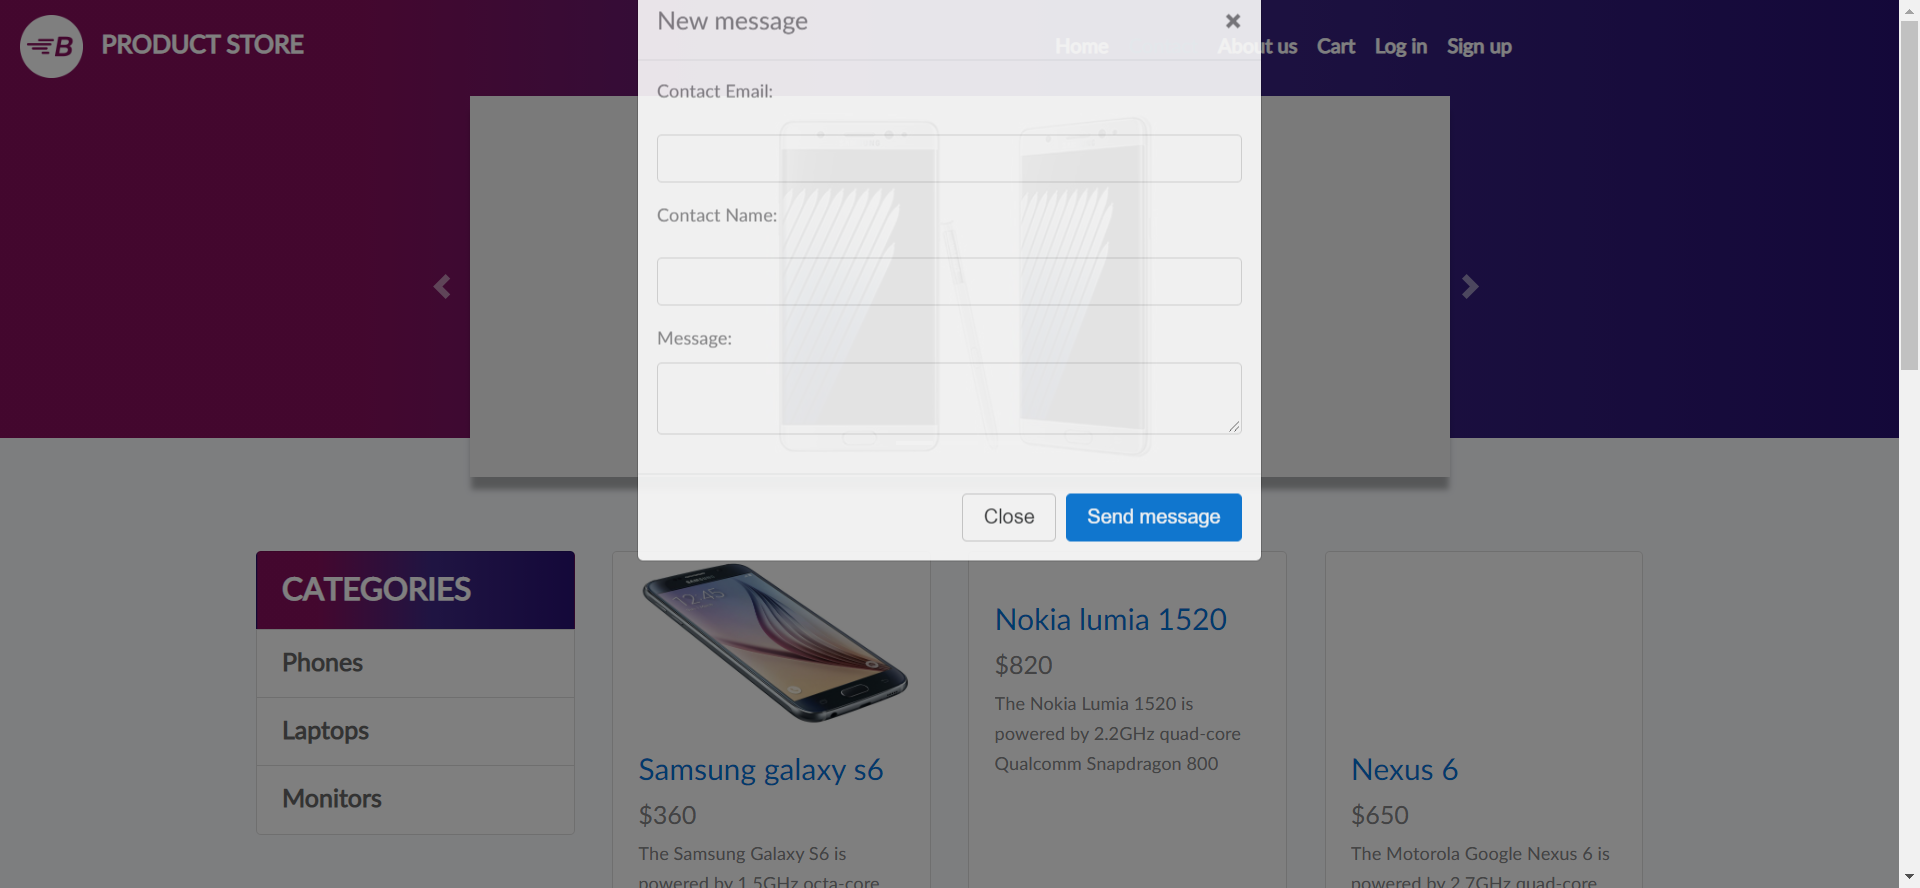 New message
×
B PRODUCT STORE
Home About us Cart Log in Sign up
Contact Email:
Contact Name:
Message:
Close Send message
CATEGORIES
Phones
Laptops
Monitors
SAMSUNG
12:45
Samsung galaxy s6
$360
The Samsung Galaxy S6 is
powered by 1.5GHz octa-core
Nokia lumia 1520
$820
The Nokia Lumia 1520 is
powered by 2.2GHz quad-core
Qualcomm Snapdragon 800
Nexus 6
$650
The Motorola Google Nexus 6 is
powered by 2.7GHz quad-core